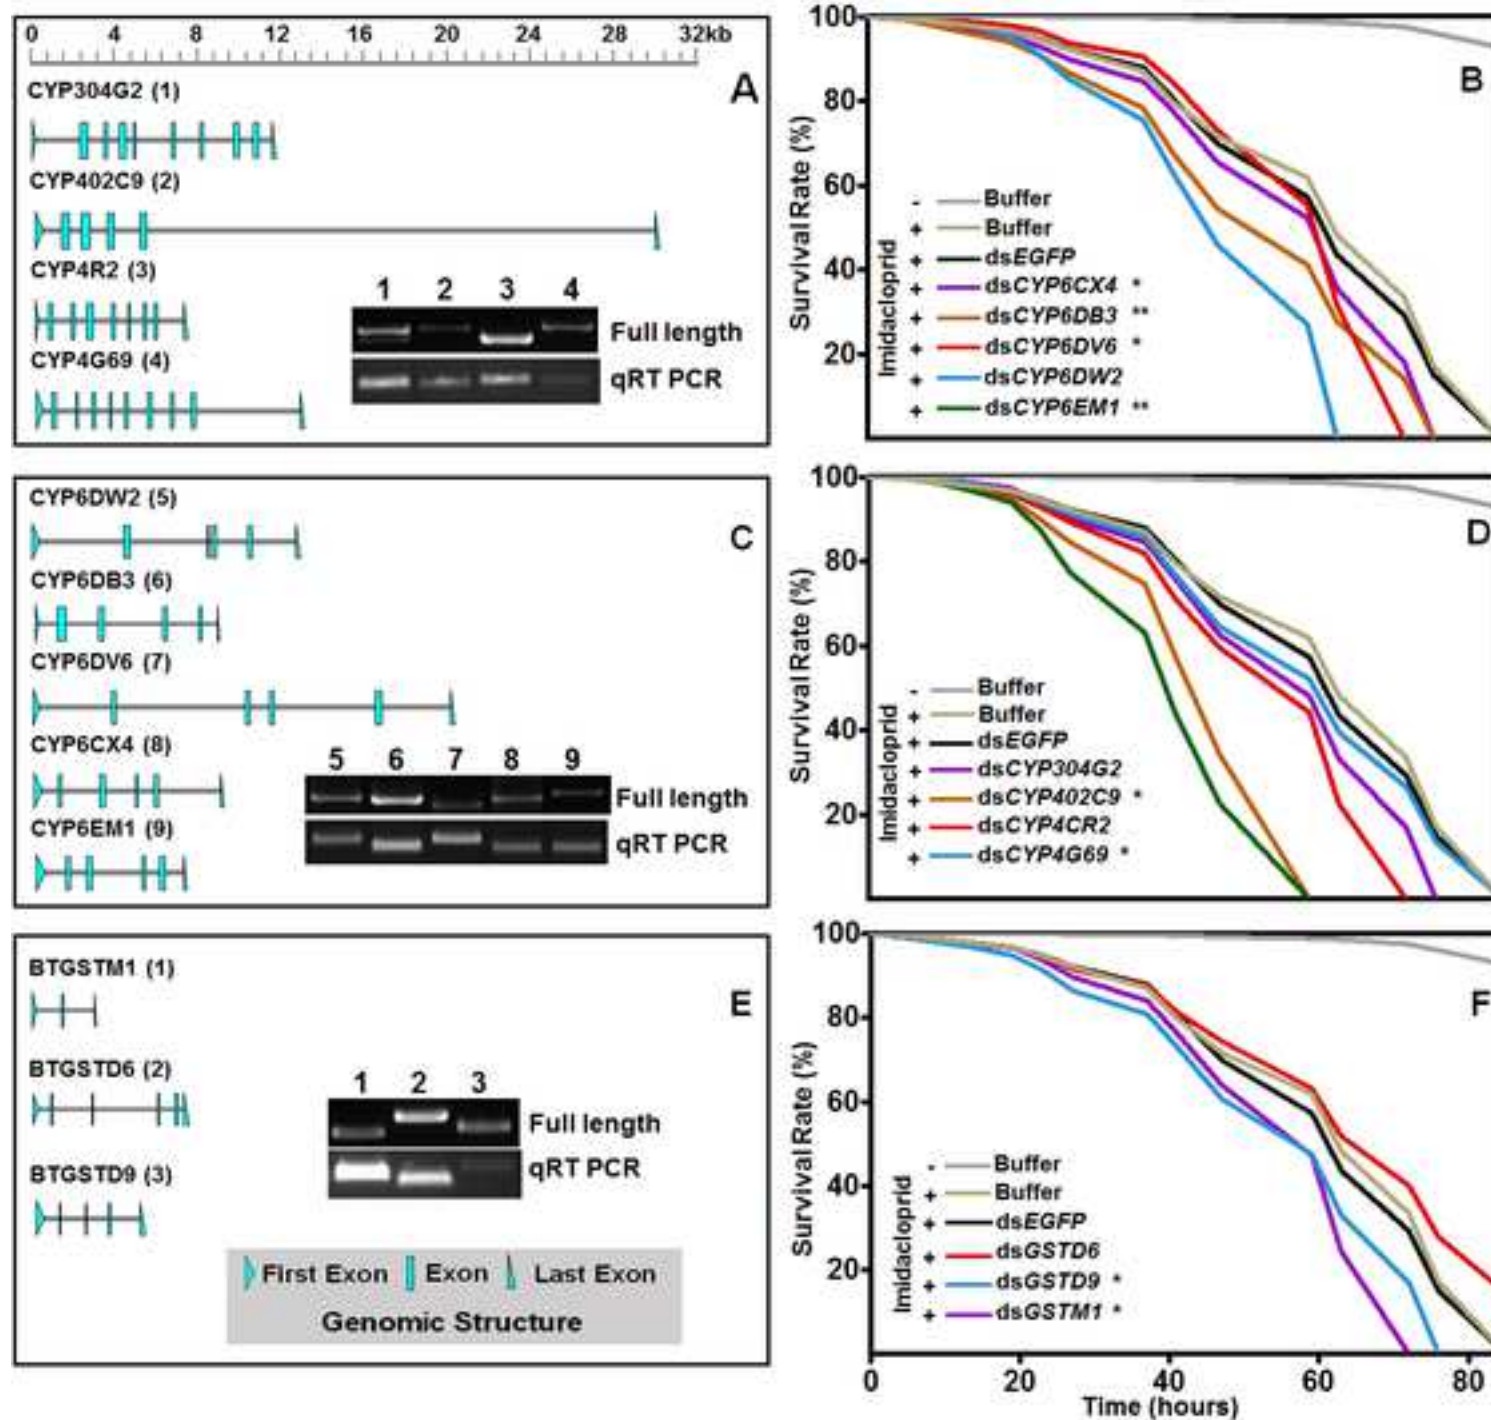 0 4 8 12 16 20 24 28 32kb
A
CYP304G2 (1)
CYP402C9 (2)
CYP4R2 (3)
CYP4G69 (4)
1 2 3 4
Full length
qRT PCR
B
Survival Rate (%)
100
80
60
40
20
Imidacloprid
- Buffer
+ Buffer
+ dsEGFP
+ dsCYP6CX4 *
+ dsCYP6DB3 **
+ dsCYP6DV6 *
+ dsCYP6DW2
+ dsCYP6EM1 **
C
CYP6DW2 (5)
CYP6DB3 (6)
CYP6DV6 (7)
CYP6CX4 (8)
CYP6EM1 (9)
5 6 7 8 9
Full length
qRT PCR
D
Survival Rate (%)
100
80
60
40
20
Imidacloprid
- Buffer
+ Buffer
+ dsEGFP
+ dsCYP304G2
+ dsCYP402C9 *
+ dsCYP4CR2
+ dsCYP4G69 *
E
BTGSTM1 (1)
BTGSTD6 (2)
BTGSTD9 (3)
1 2 3
Full length
qRT PCR
First Exon Exon Last Exon
Genomic Structure
F
Survival Rate (%)
100
80
60
40
20
Imidacloprid
- Buffer
+ Buffer
+ dsEGFP
+ dsGSTD6
+ dsGSTD9 *
+ dsGSTM1 *
0 20 40 60 80
Time (hours)